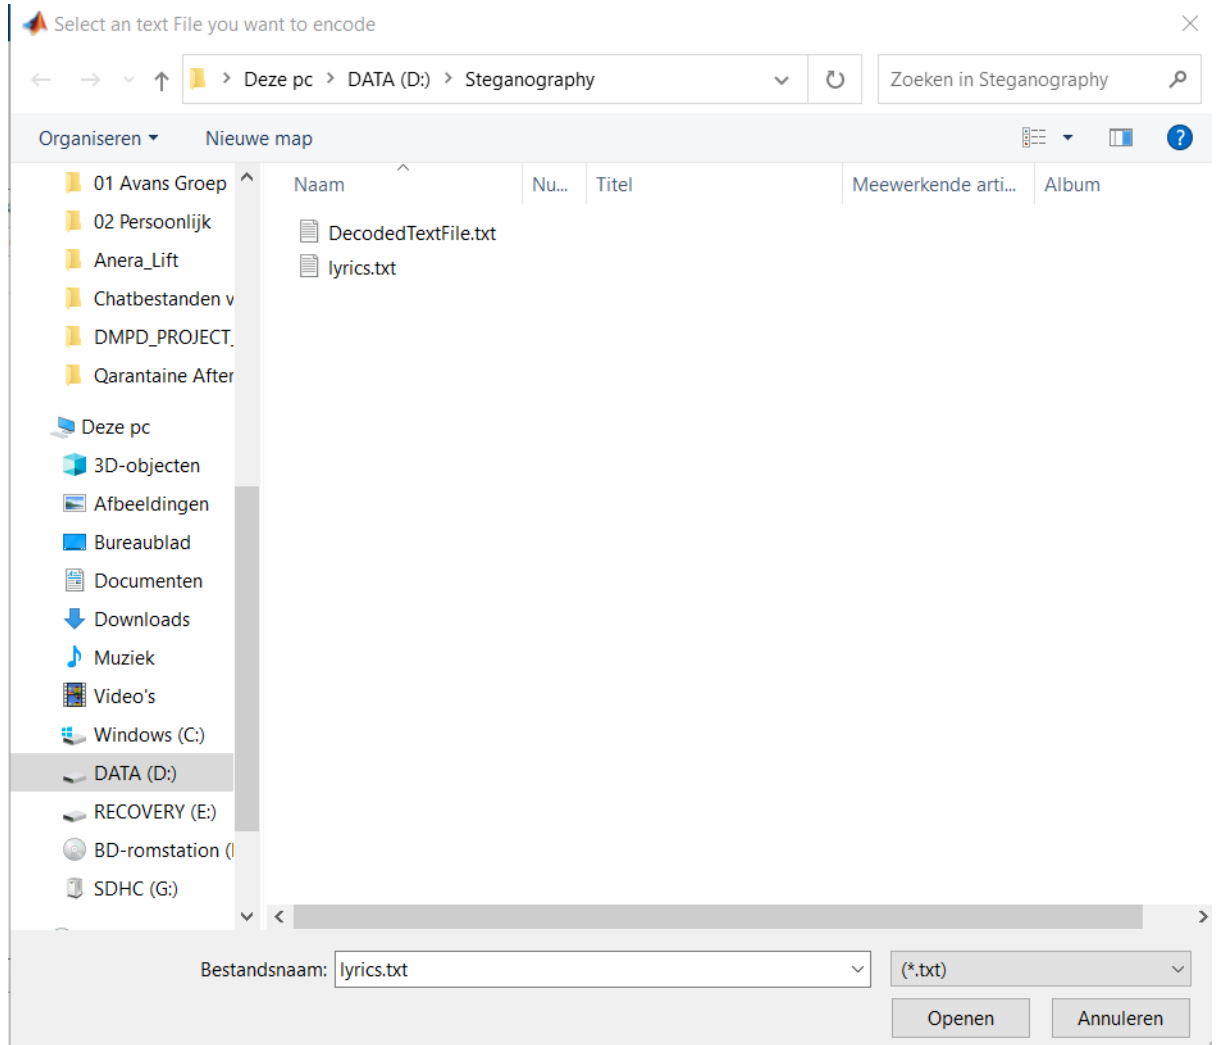 Select an text File you want to encode
Deze pc > DATA (D:) > Steganography
Zoeken in Steganography
Organiseren
Nieuwe map
Naam
Nu...
Titel
Meewerkende arti...
Album
01 Avans Groep
02 Persoonlijk
Anera_Lift
Chatbestanden v
DMPD_PROJECT_
Qarantaine After
Deze pc
3D-objecten
Afbeeldingen
Bureaublad
Documenten
Downloads
Muziek
Video's
Windows (C:)
DATA (D:)
RECOVERY (E:)
BD-romstation (
SDHC (G:)
DecodedTextFile.txt
lyrics.txt
Bestandsnaam: lyrics.txt
(*.txt)
Openen
Annuleren